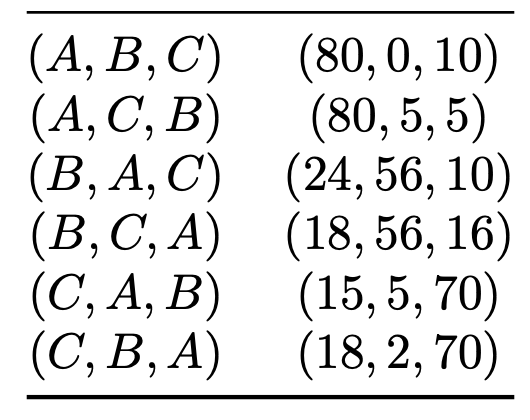 (A, B, C) (80, 0, 10)
(A, C, B) (80, 5, 5)
(B, A, C) (24, 56, 10)
(B, C, A) (18, 56, 16)
(C, A, B) (15, 5, 70)
(C, B, A) (18, 2, 70)